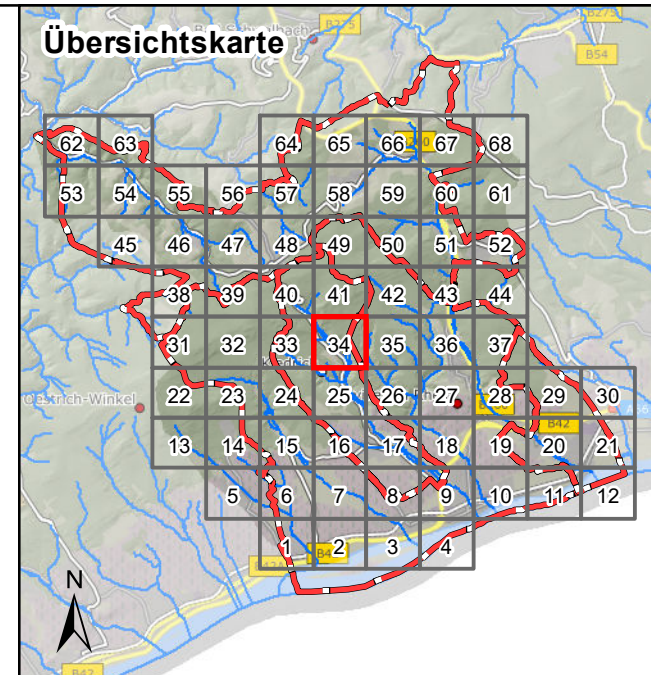 B275
B275
Übersichtskarte
B54
62 63 64 65 66 67 68
53 54 55 56 57 58 59 60 61
45 46 47 48 49 50 51 52
38 39 40 41 42 43 44
31 32 33 34 35 36 37
Oestrich-Winkel
22 23 24 25 26 27 28 29 30
B42
13 14 15 16 17 18 19 20 21
5 6 7 8 9 10 11 12
1 2 3 4
N
B42